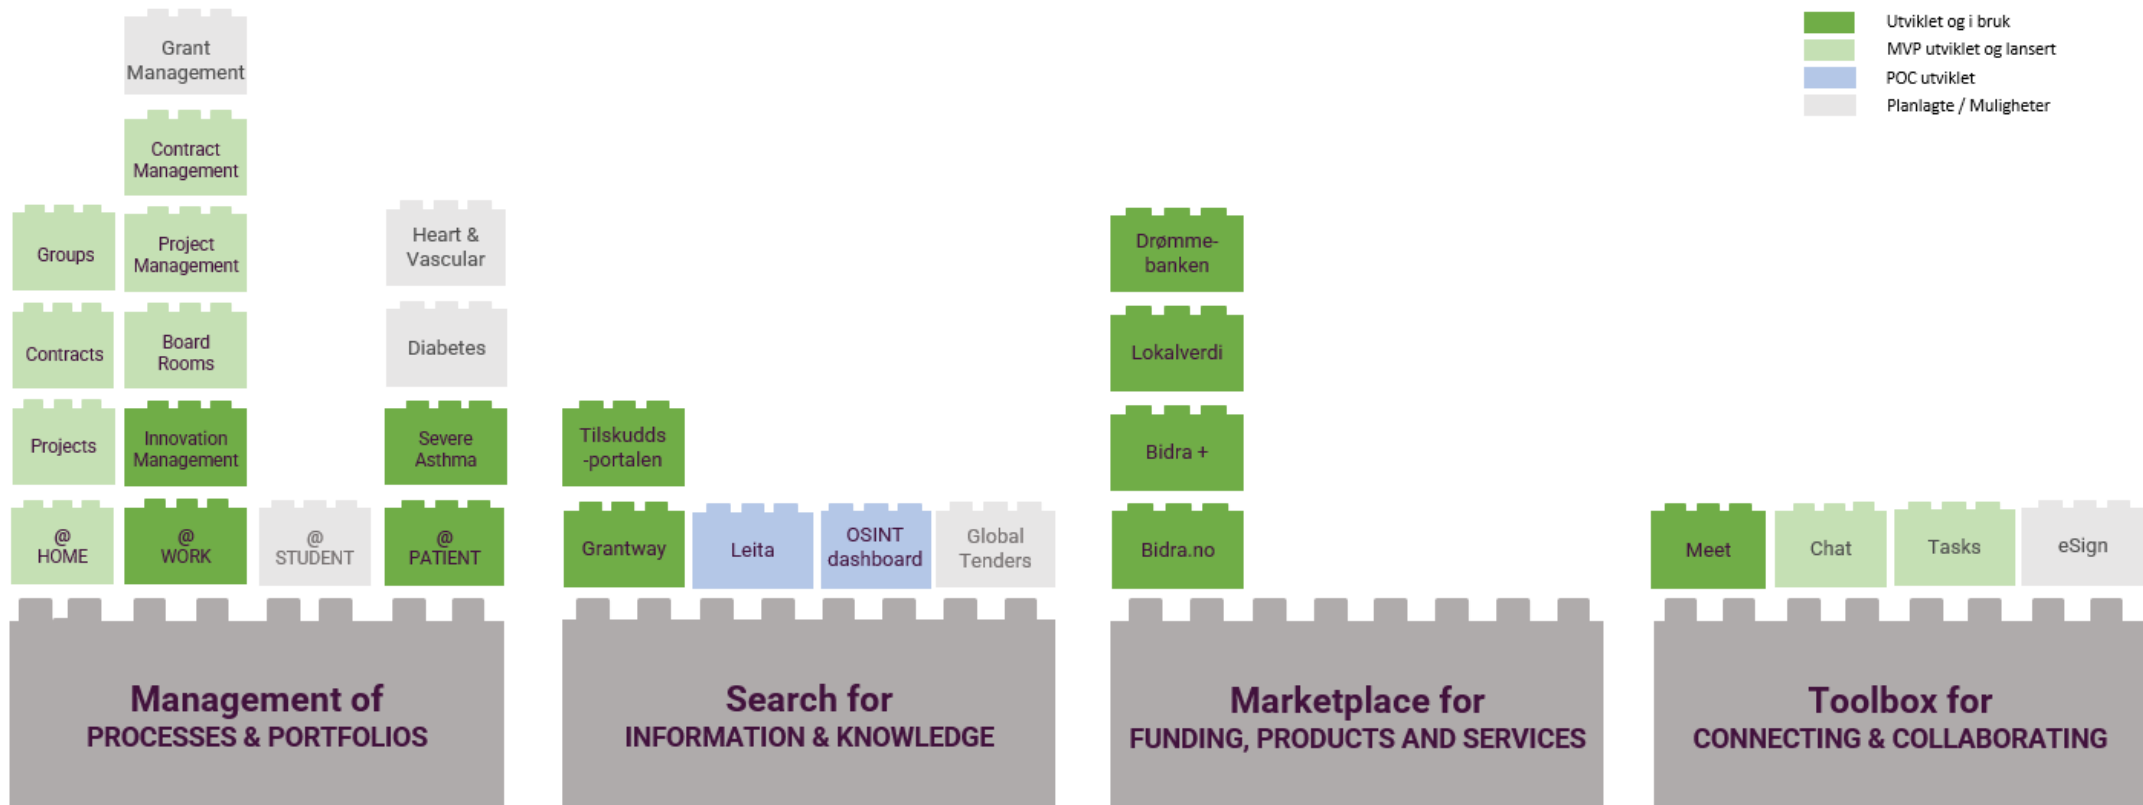 Utviklet og i bruk
MVP utviklet og lansert
POC utviklet
Planlagte / Muligheter
Grant
Management
Contract
Management
Groups
Project
Management
Heart &
Vascular
Contracts
Board
Rooms
Diabetes
Projects
Innovation
Management
Severe
Asthma
@
HOME
@
WORK
@
STUDENT
@
PATIENT
Management of
PROCESSES & PORTFOLIOS
Tilskudds
-portalen
Grantway
Leita
OSINT
dashboard
Global
Tenders
Search for
INFORMATION & KNOWLEDGE
Drømme-
banken
Lokalverdi
Bidra +
Bidra.no
Marketplace for
FUNDING, PRODUCTS AND SERVICES
Meet
Chat
Tasks
eSign
Toolbox for
CONNECTING & COLLABORATING